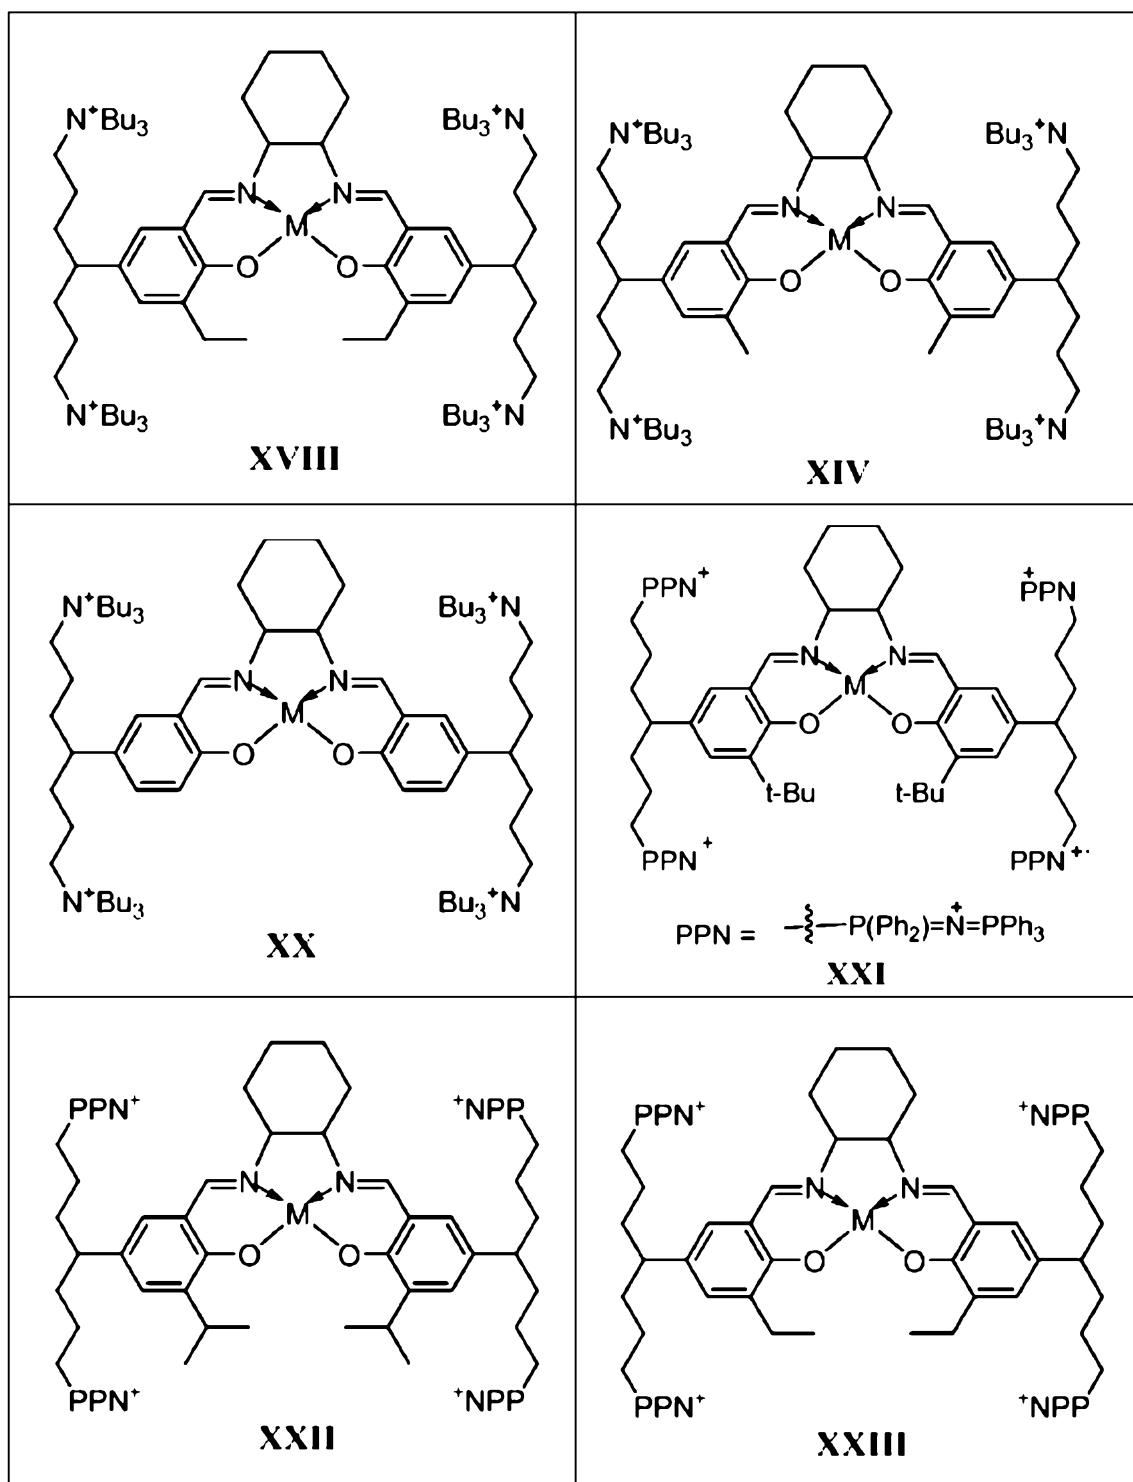 N⁺Bu₃ Bu₃⁺N
N N
M
O O
N⁺Bu₃ Bu₃⁺N
XVIII
N⁺Bu₃ Bu₃⁺N
N N
M
O O
N⁺Bu₃ Bu₃⁺N
XIV
N⁺Bu₃ Bu₃⁺N
N N
M
O O
N⁺Bu₃ Bu₃⁺N
XX
PPN⁺ ⁺PPN
N N
M
O O
t-Bu t-Bu
PPN⁺ PPN⁺·
PPN = P(Ph₂)=N⁺=PPh₃
XXI
PPN⁺ ⁺NPP
N N
M
O O
PPN⁺ ⁺NPP
XXII
PPN⁺ ⁺NPP
N N
M
O O
PPN⁺ ⁺NPP
XXIII